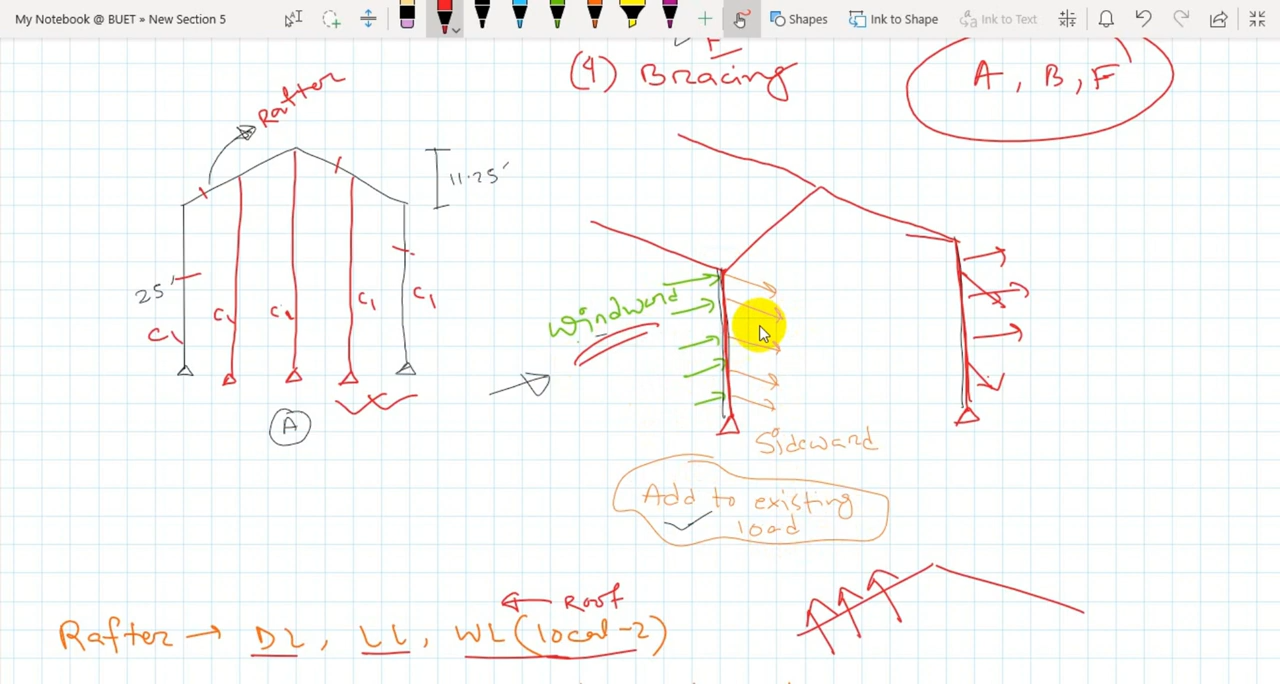 My Notebook @ BUET » New Section 5
Shapes
Ink to Shape
Ink to Text
F
(4) Bracing
A, B, F
Rafter
11.25'
25'
C1
C1
C1
C1
A
Windward
Sideward
Add to existing
load
← Roof
Rafter → DL, LL, WL (local-2)